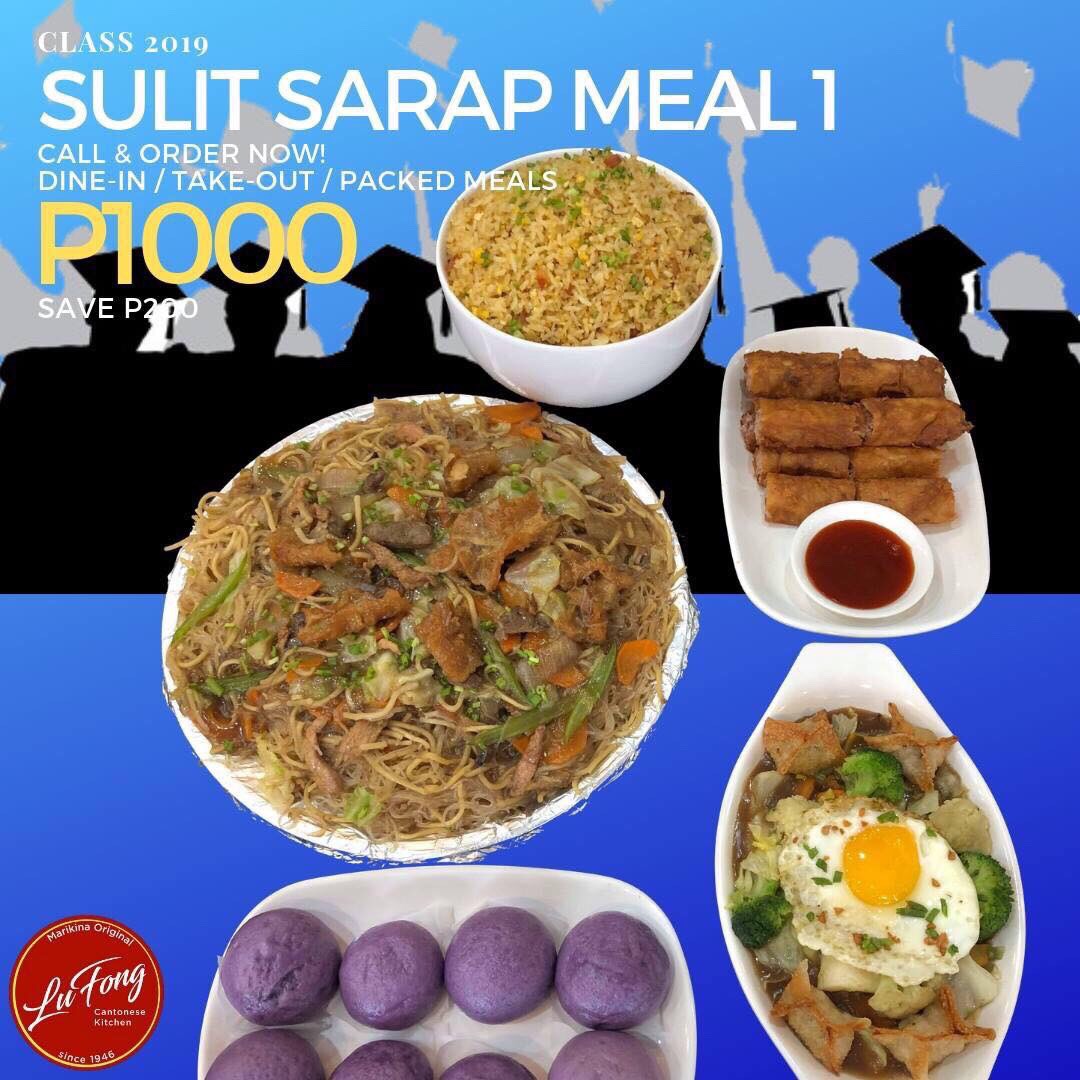 CLASS 2019
SULIT SARAP MEAL 1
CALL & ORDER NOW!
DINE-IN / TAKE-OUT / PACKED MEALS
P1000
SAVE P200
Marikina Original
Lu Fong
Cantonese
Kitchen
since 1946